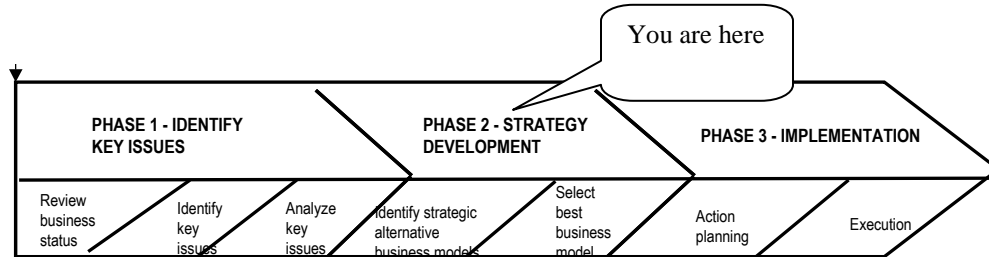 You are here
PHASE 1 - IDENTIFY
KEY ISSUES
PHASE 2 - STRATEGY
DEVELOPMENT
PHASE 3 - IMPLEMENTATION
Review
business
status
Identify
key
issues
Analyze
key
issues
Identify strategic
alternative
business models
Select
best
business
model
Action
planning
Execution